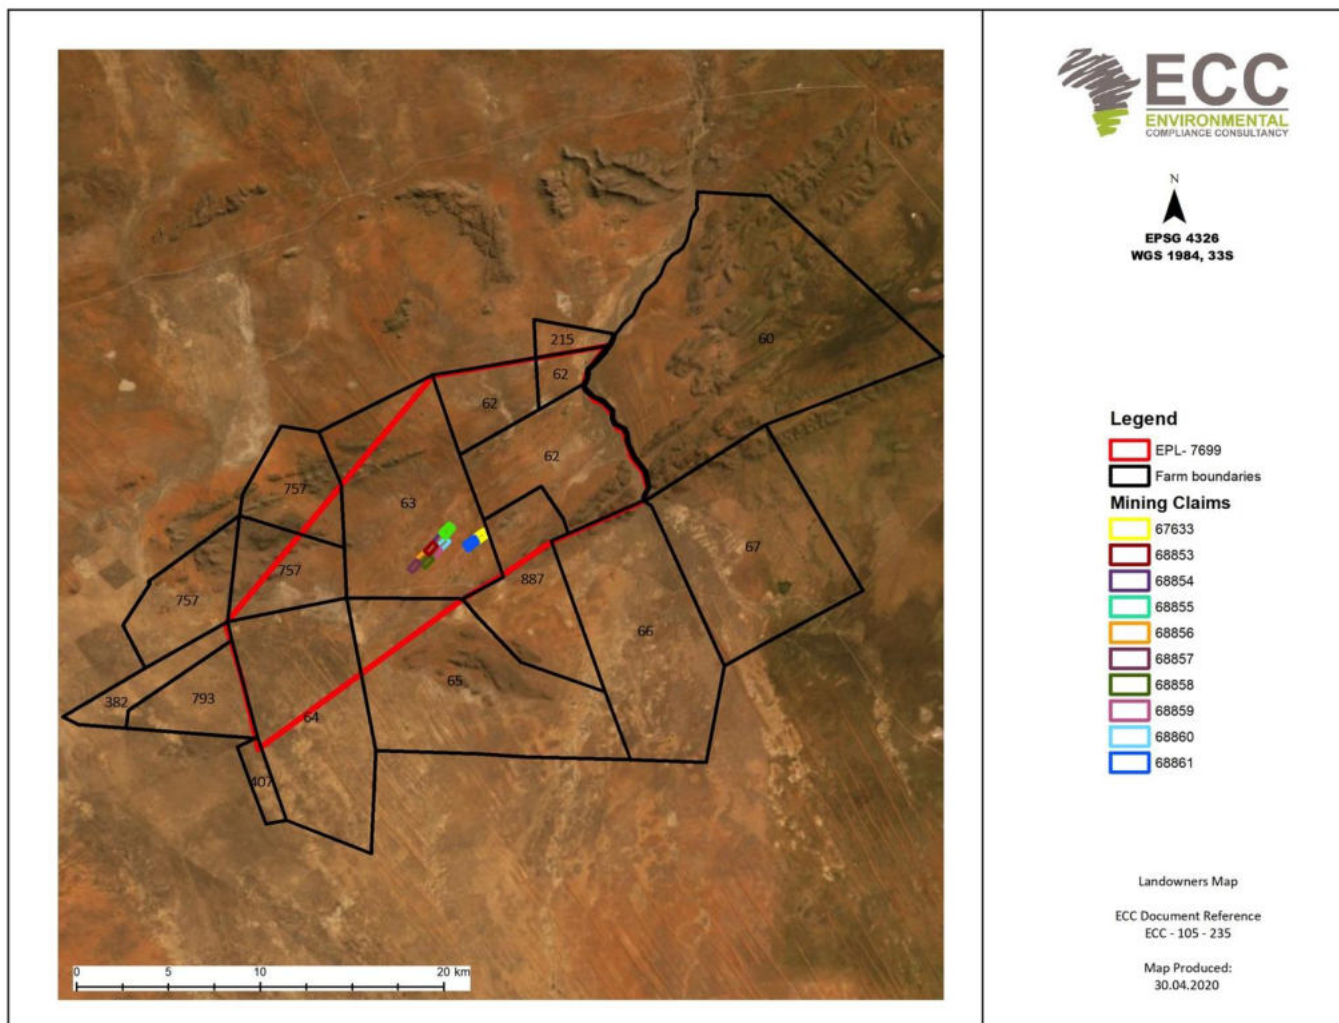 215
60
62
62
62
757
63
757
887
67
757
66
382
793
65
64
407
0 5 10 20 km
ECC
ENVIRONMENTAL
COMPLIANCE CONSULTANCY
N
EPSG 4326
WGS 1984, 33S
Legend
EPL- 7699
Farm boundaries
Mining Claims
67633
68853
68854
68855
68856
68857
68858
68859
68860
68861
Landowners Map
ECC Document Reference
ECC - 105 - 235
Map Produced:
30.04.2020